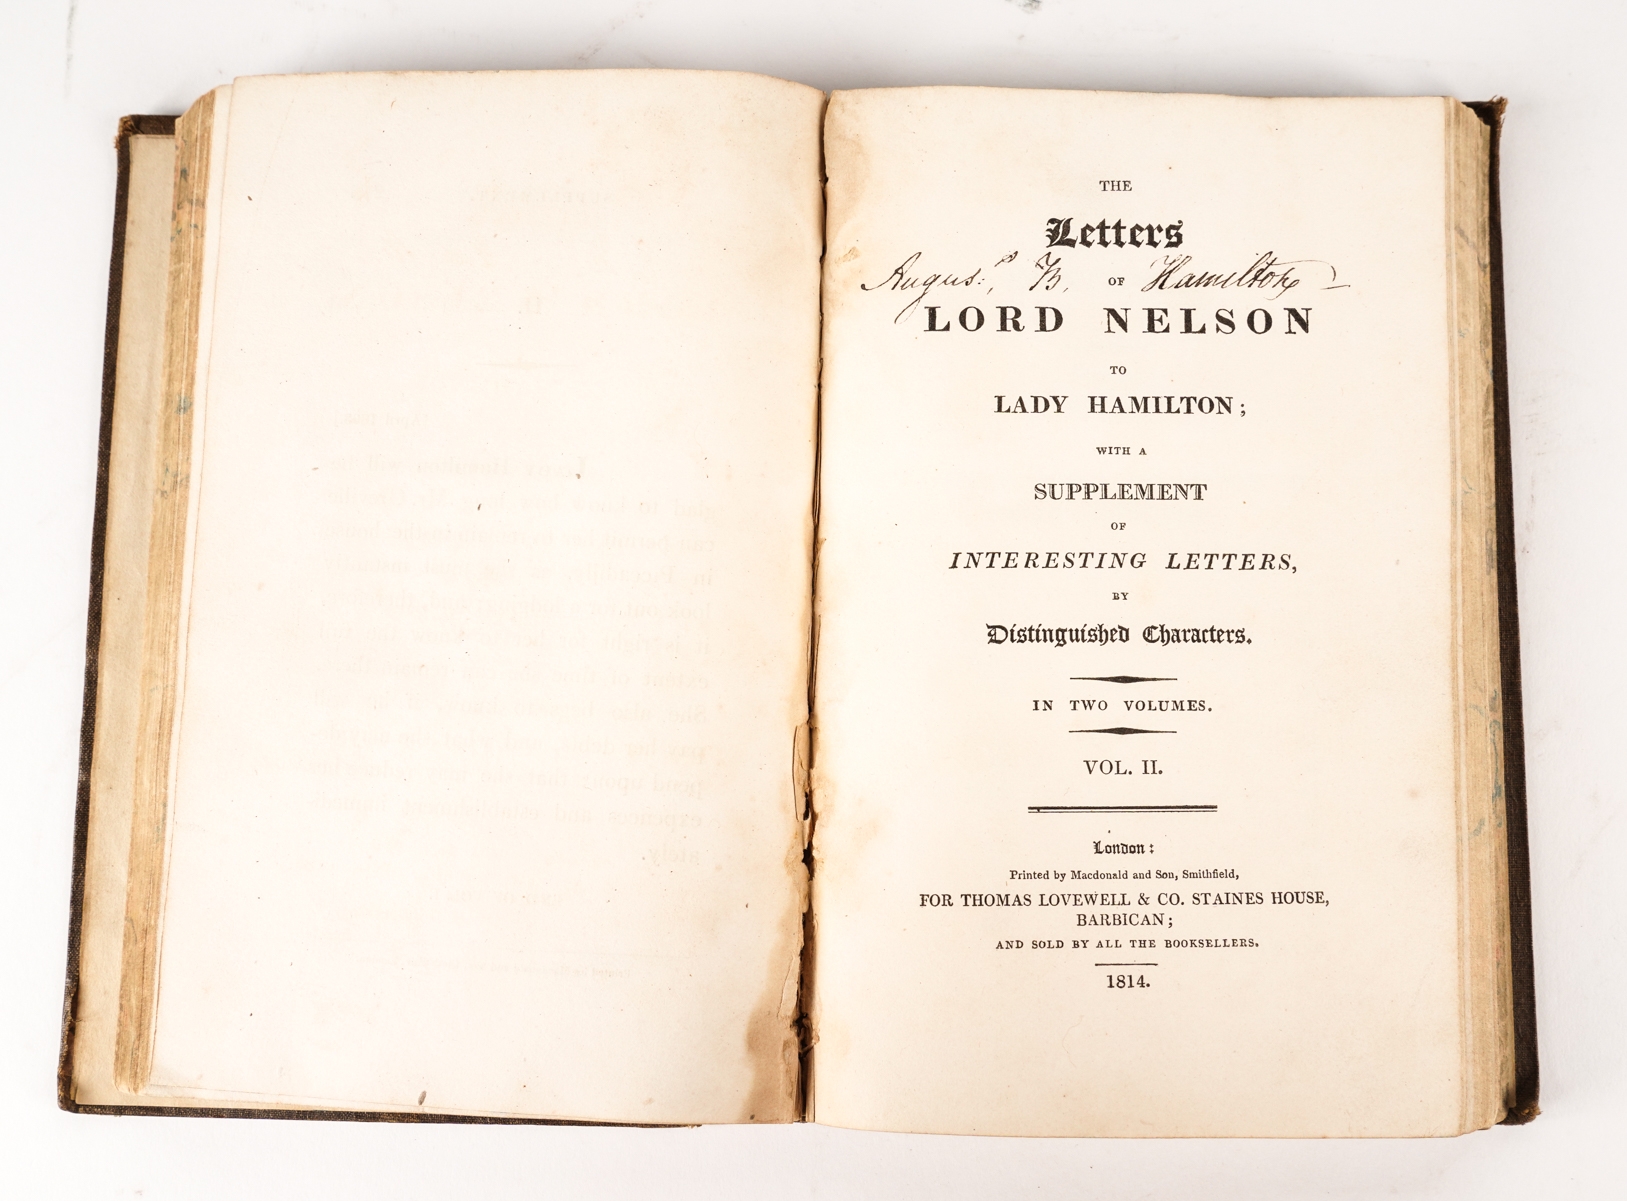 THE
Letters
Augus:, B. OF Hamilton
LORD NELSON
TO
LADY HAMILTON;
WITH A
SUPPLEMENT
OF
INTERESTING LETTERS,
BY
Distinguished Characters.
IN TWO VOLUMES.
VOL. II.
London:
Printed by Macdonald and Son, Smithfield,
FOR THOMAS LOVEWELL & CO. STAINES HOUSE,
BARBICAN;
AND SOLD BY ALL THE BOOKSELLERS.
1814.